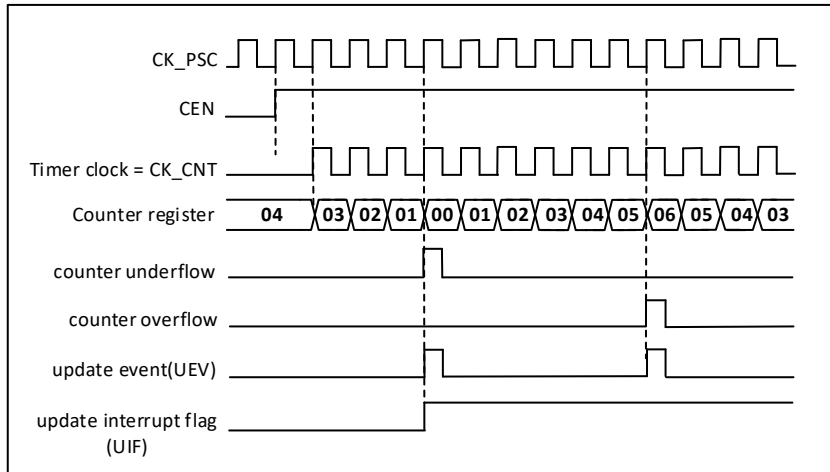 CK_PSC
CEN
Timer clock = CK_CNT
Counter register 04 03 02 01 00 01 02 03 04 05 06 05 04 03
counter underflow
counter overflow
update event(UEV)
update interrupt flag
(UIF)